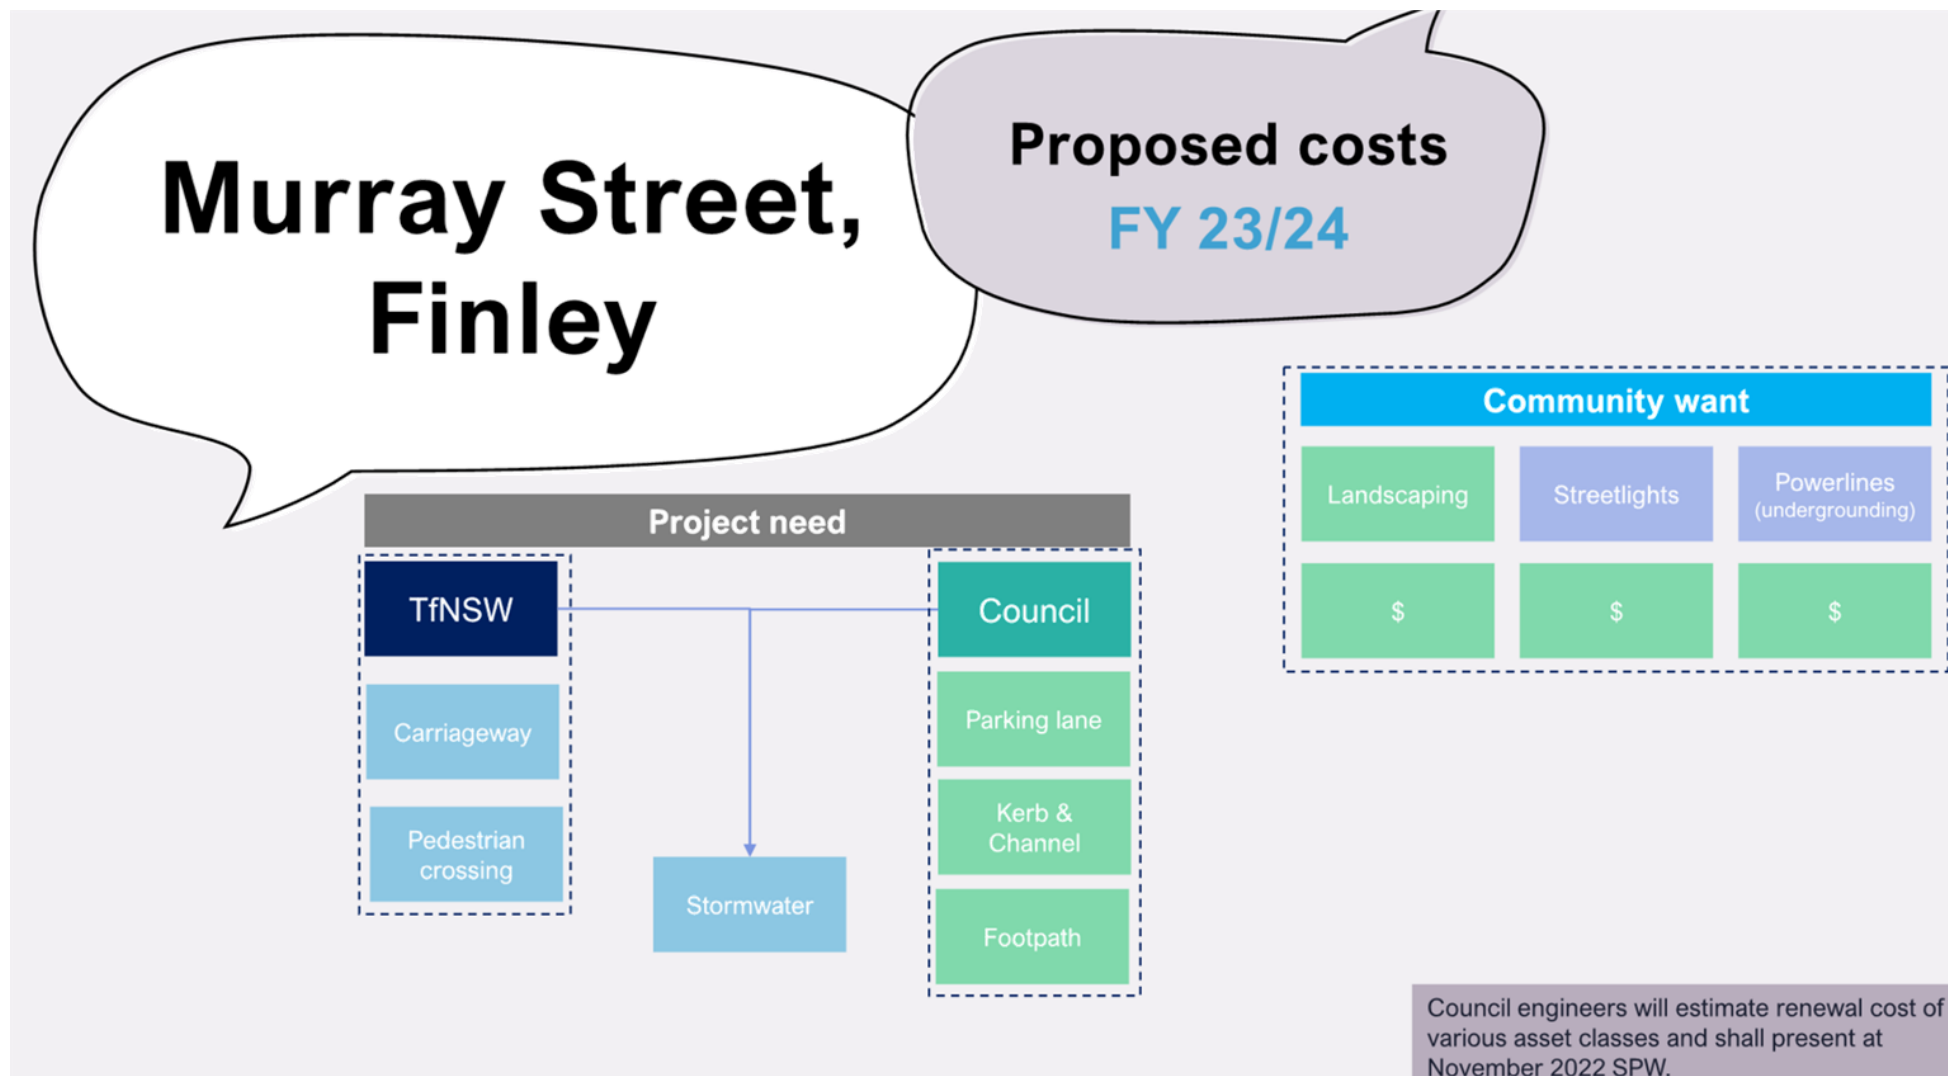 Murray Street,
Finley
Proposed costs
FY 23/24
Community want
Landscaping
Streetlights
Powerlines
(undergrounding)
$
$
$
Project need
TfNSW
Council
Carriageway
Pedestrian
crossing
Stormwater
Parking lane
Kerb &
Channel
Footpath
Council engineers will estimate renewal cost of
various asset classes and shall present at
November 2022 SPW.